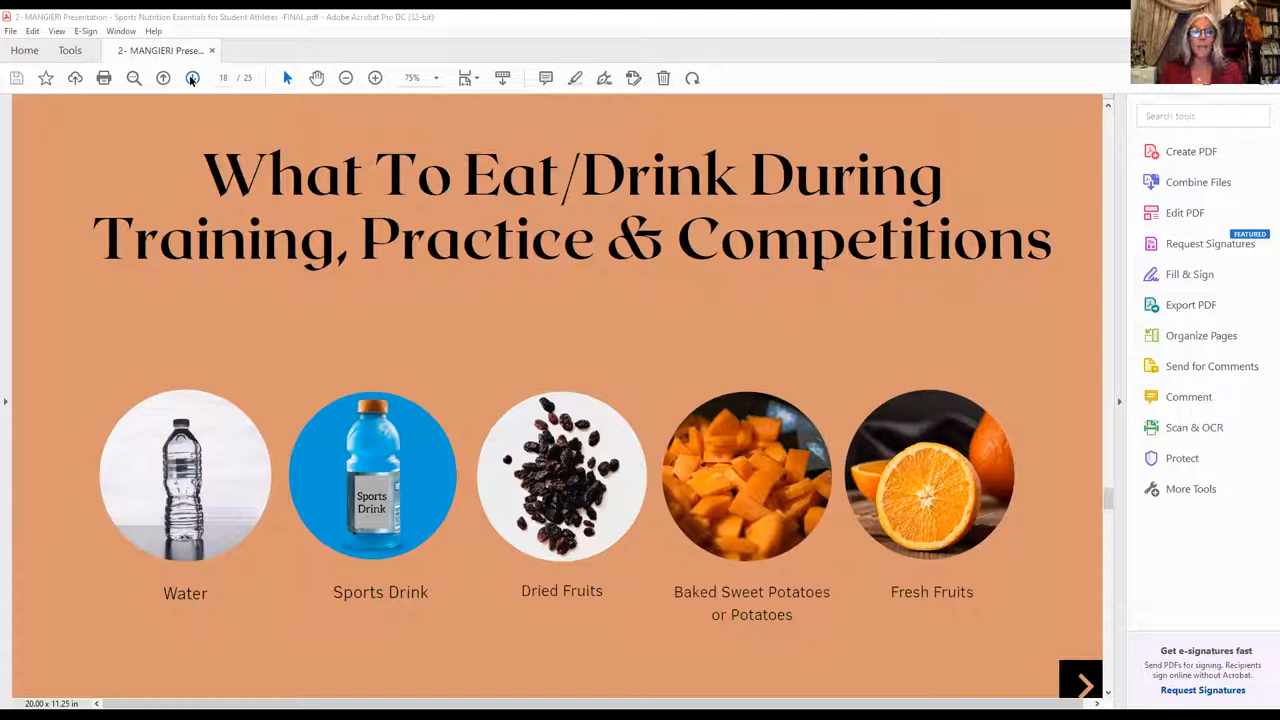 2- MANGIERI Presentation - Sports Nutrition Essentials for Student Athletes -FINAL.pdf - Adobe Acrobat Pro DC (32-bit)
File Edit View E-Sign Window Help
Home Tools 2- MANGIERI Prese... ×
18 / 25 75%
Search tools
What To Eat/Drink During
Training, Practice & Competitions
Create PDF
Combine Files
Edit PDF
FEATURED
Request Signatures
Fill & Sign
Export PDF
Organize Pages
Send for Comments
Comment
Scan & OCR
Protect
More Tools
Sports
Drink
Water
Sports Drink
Dried Fruits
Baked Sweet Potatoes
or Potatoes
Fresh Fruits
Get e-signatures fast
Send PDFs for signing. Recipients
sign online without Acrobat.
Request Signatures
20.00 x 11.25 in